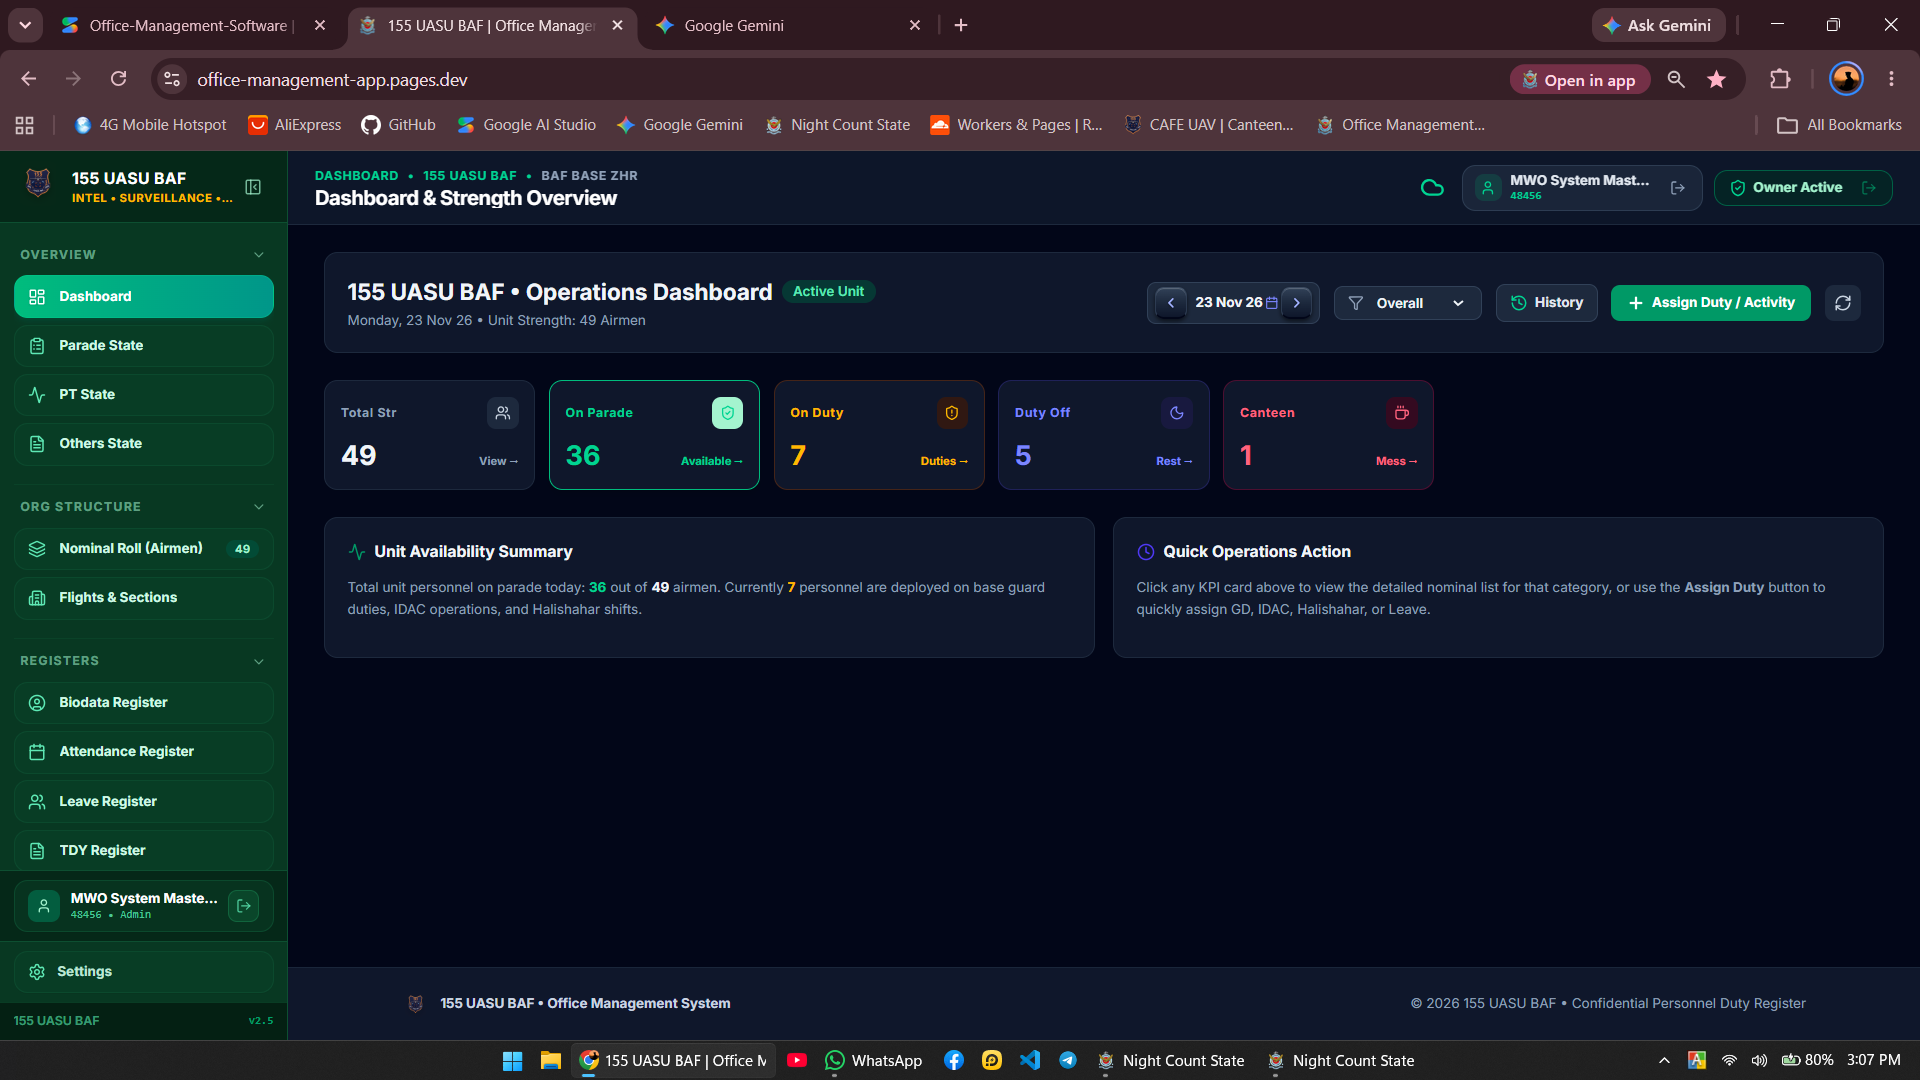 Office-Management-Software |
155 UASU BAF | Office Manage
Google Gemini
Ask Gemini
office-management-app.pages.dev
Open in app
4G Mobile Hotspot
AliExpress
GitHub
Google AI Studio
Google Gemini
Night Count State
Workers & Pages | R...
CAFE UAV | Canteen...
Office Management...
All Bookmarks
155 UASU BAF
INTEL • SURVEILLANCE •...
OVERVIEW
Dashboard
Parade State
PT State
Others State
ORG STRUCTURE
Nominal Roll (Airmen) 49
Flights & Sections
REGISTERS
Biodata Register
Attendance Register
Leave Register
TDY Register
MWO System Maste...
48456 • Admin
Settings
155 UASU BAF v2.5
DASHBOARD • 155 UASU BAF • BAF BASE ZHR
Dashboard & Strength Overview
MWO System Mast...
48456
Owner Active
155 UASU BAF • Operations Dashboard Active Unit
Monday, 23 Nov 26 • Unit Strength: 49 Airmen
23 Nov 26
Overall
History
+ Assign Duty / Activity
Total Str
49 View →
On Parade
36 Available →
On Duty
7 Duties →
Duty Off
5 Rest →
Canteen
1 Mess →
Unit Availability Summary
Total unit personnel on parade today: 36 out of 49 airmen. Currently 7 personnel are deployed on base guard
duties, IDAC operations, and Halishahar shifts.
Quick Operations Action
Click any KPI card above to view the detailed nominal list for that category, or use the Assign Duty button to
quickly assign GD, IDAC, Halishahar, or Leave.
155 UASU BAF • Office Management System
© 2026 155 UASU BAF • Confidential Personnel Duty Register
155 UASU BAF | Office M
WhatsApp
Night Count State
Night Count State
80%
3:07 PM